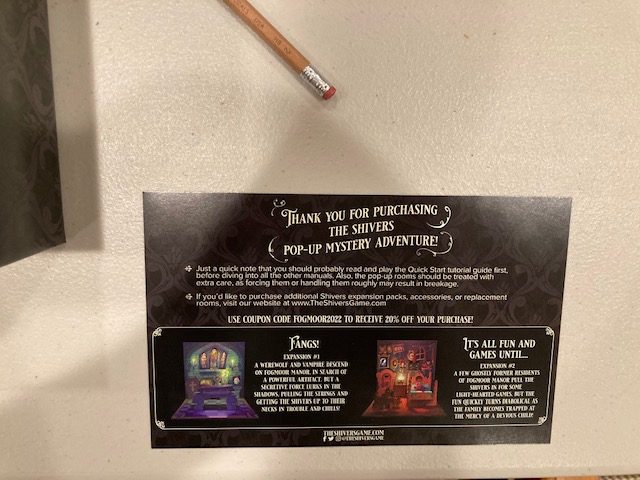 THANK YOU FOR PURCHASING
THE SHIVERS
POP-UP MYSTERY ADVENTURE!
Just a quick note that you should probably read and play the Quick Start tutorial guide first,
before diving into all the other manuals. Also, the pop-up rooms should be treated with
extra care, as forcing them or handling them roughly may result in breakage.
If you'd like to purchase additional Shivers expansion packs, accessories, or replacement
rooms, visit our website at www.TheShiversGame.com
USE COUPON CODE FOGMOOR2022 TO RECEIVE 20% OFF YOUR PURCHASE!
FANGS!
EXPANSION #1
A WEREWOLF AND VAMPIRE DESCEND
ON FOGMOOR MANOR, IN SEARCH OF
A POWERFUL ARTIFACT. BUT A
SECRETIVE FORCE LURKS IN THE
SHADOWS, PULLING THE STRINGS AND
GETTING THE SHIVERS UP TO THEIR
NECKS IN TROUBLE AND CHILLS!
IT'S ALL FUN AND
GAMES UNTIL...
EXPANSION #2
A FEW GHOSTLY FORMER RESIDENTS
OF FOGMOOR MANOR PULL THE
SHIVERS IN FOR SOME
LIGHT-HEARTED GAMES, BUT THE
FUN QUICKLY TURNS DIABOLICAL AS
THE FAMILY BECOMES TRAPPED AT
THE MERCY OF A DEVIOUS CHILD!
THESHIVERSGAME.COM
@THESHIVERSGAME